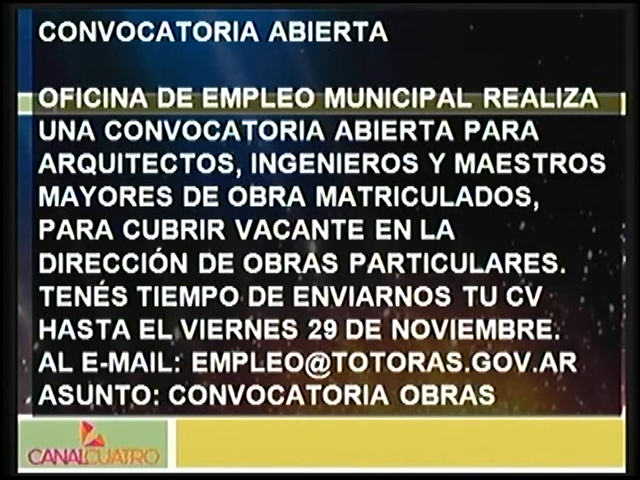 CONVOCATORIA ABIERTA
OFICINA DE EMPLEO MUNICIPAL REALIZA
UNA CONVOCATORIA ABIERTA PARA
ARQUITECTOS, INGENIEROS Y MAESTROS
MAYORES DE OBRA MATRICULADOS,
PARA CUBRIR VACANTE EN LA
DIRECCIÓN DE OBRAS PARTICULARES.
TENÉS TIEMPO DE ENVIARNOS TU CV
HASTA EL VIERNES 29 DE NOVIEMBRE.
AL E-MAIL: EMPLEO@TOTORAS.GOV.AR
ASUNTO: CONVOCATORIA OBRAS
CANALCUATRO